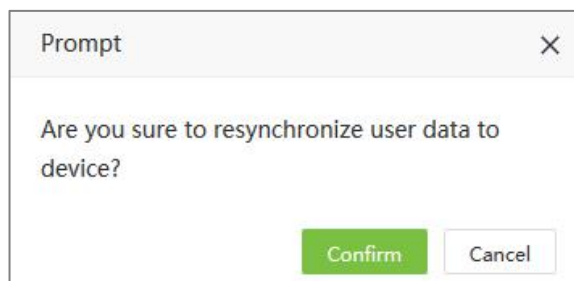 Prompt
Are you sure to resynchronize user data to
device?
Confirm Cancel